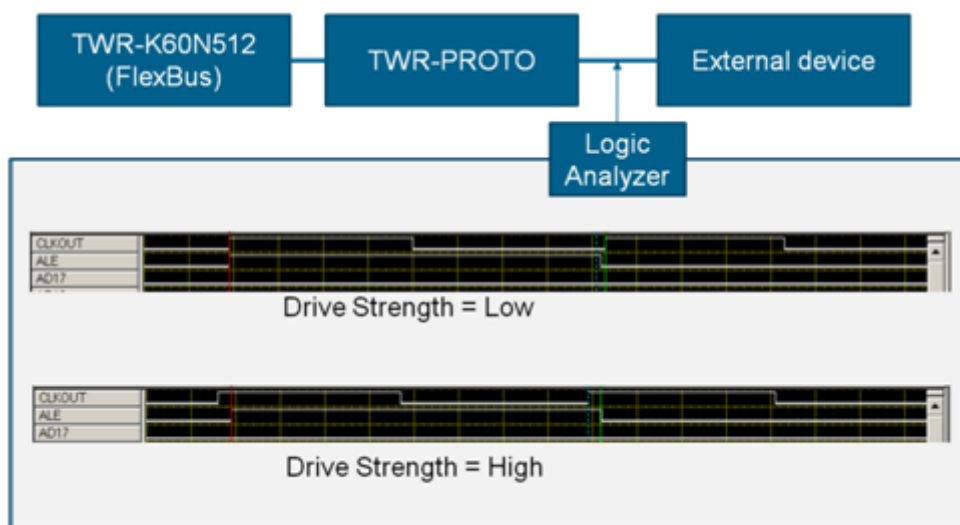 TWR-K60N512
(FlexBus)
TWR-PROTO
External device
Logic
Analyzer
CLKOUT
ALE
AD17
Drive Strength = Low
CLKOUT
ALE
AD17
Drive Strength = High